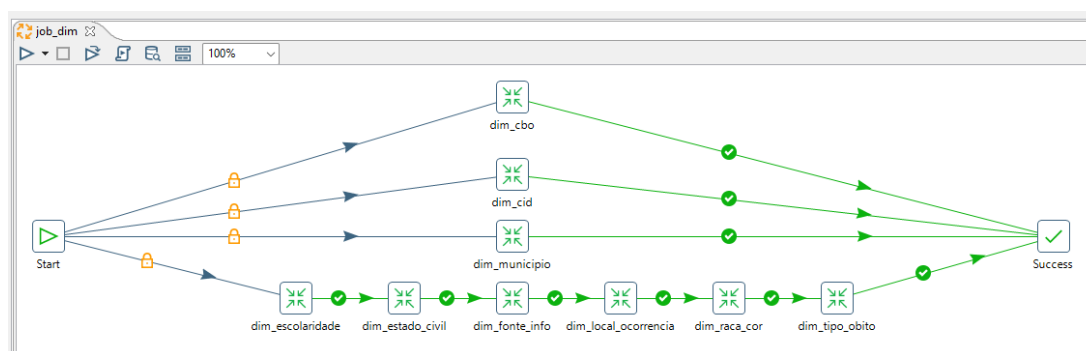 job_dim
100%
dim_cbo
dim_cid
Start
dim_municipio
Success
dim_escolaridade
dim_estado_civil
dim_fonte_info
dim_local_ocorrencia
dim_raca_cor
dim_tipo_obito